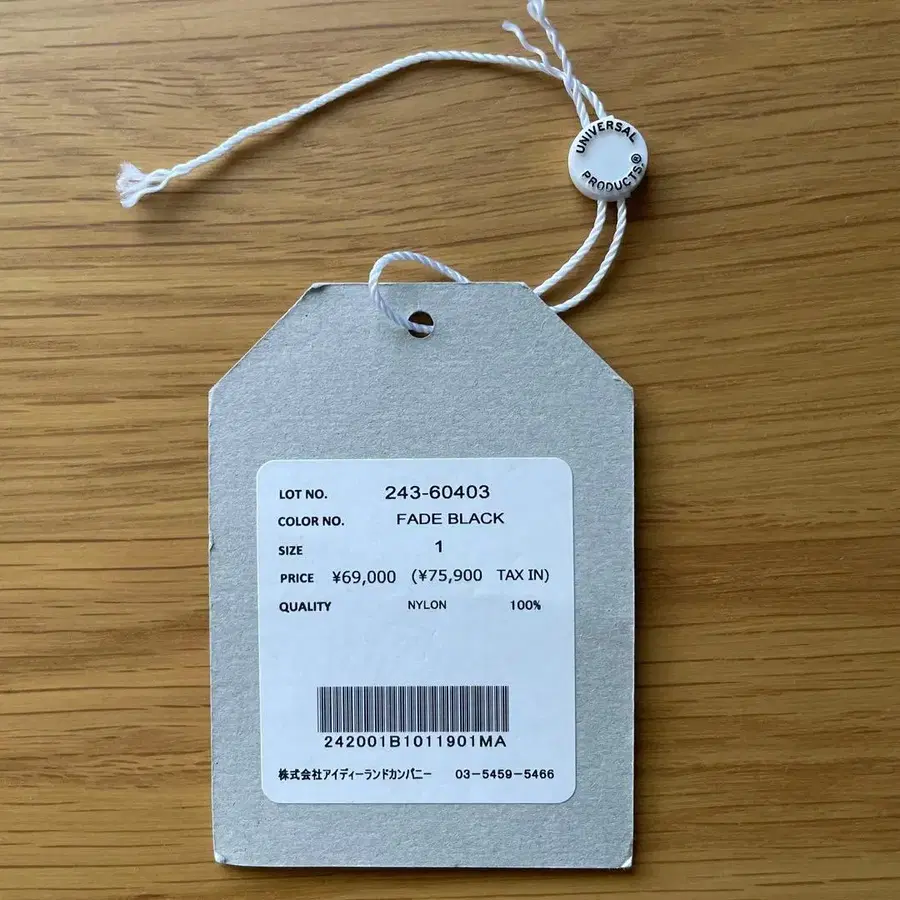 UNIVERSAL
PRODUCTS.®
LOT NO. 243-60403
COLOR NO. FADE BLACK
SIZE 1
PRICE ¥69,000 (¥75,900 TAX IN)
QUALITY NYLON 100%
242001B1011901MA
株式会社アイディーランドカンパニー 03-5459-5466